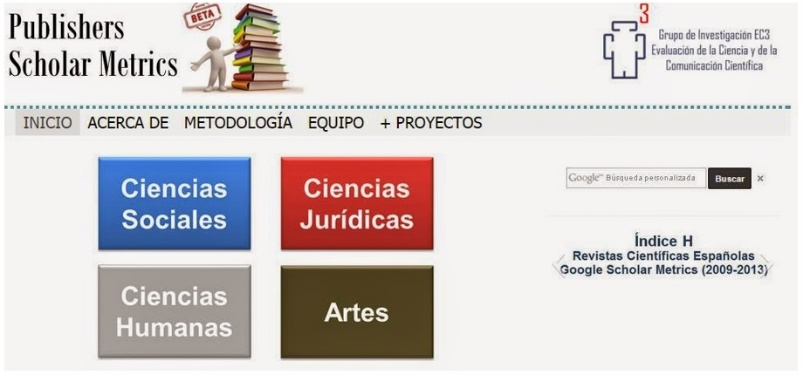 Publishers
Scholar Metrics
BETA
3
Grupo de Investigación EC3
Evaluación de la Ciencia y de la
Comunicación Científica
INICIO ACERCA DE METODOLOGÍA EQUIPO + PROYECTOS
Ciencias
Sociales
Ciencias
Jurídicas
Google™ Búsqueda personalizada Buscar ×
Índice H
Revistas Científicas Españolas
Google Scholar Metrics (2009-2013)
Ciencias
Humanas
Artes